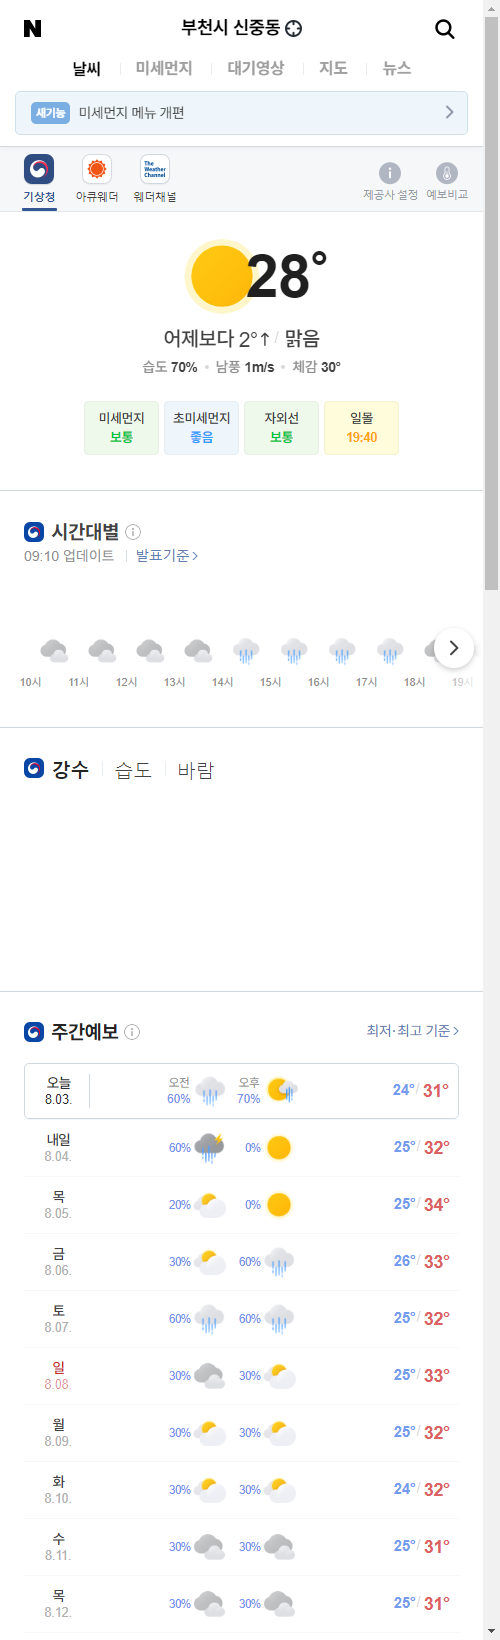 N
부천시 신중동
날씨 미세먼지 대기영상 지도 뉴스
새기능 미세먼지 메뉴 개편
The Weather Channel
기상청 아큐웨더 웨더채널 제공사 설정 예보비교
28°
어제보다 2°↑ / 맑음
습도 70% 남풍 1m/s 체감 30°
미세먼지 초미세먼지 자외선 일몰
보통 좋음 보통 19:40
시간대별
09:10 업데이트 발표기준 >
10시 11시 12시 13시 14시 15시 16시 17시 18시 19시
강수 습도 바람
주간예보 최저·최고 기준 >
오늘 오전 오후
8.03. 60% 70% 24° / 31°
내일
8.04. 60% 0% 25° / 32°
목
8.05. 20% 0% 25° / 34°
금
8.06. 30% 60% 26° / 33°
토
8.07. 60% 60% 25° / 32°
일
8.08. 30% 30% 25° / 33°
월
8.09. 30% 30% 25° / 32°
화
8.10. 30% 30% 24° / 32°
수
8.11. 30% 30% 25° / 31°
목
8.12. 30% 30% 25° / 31°